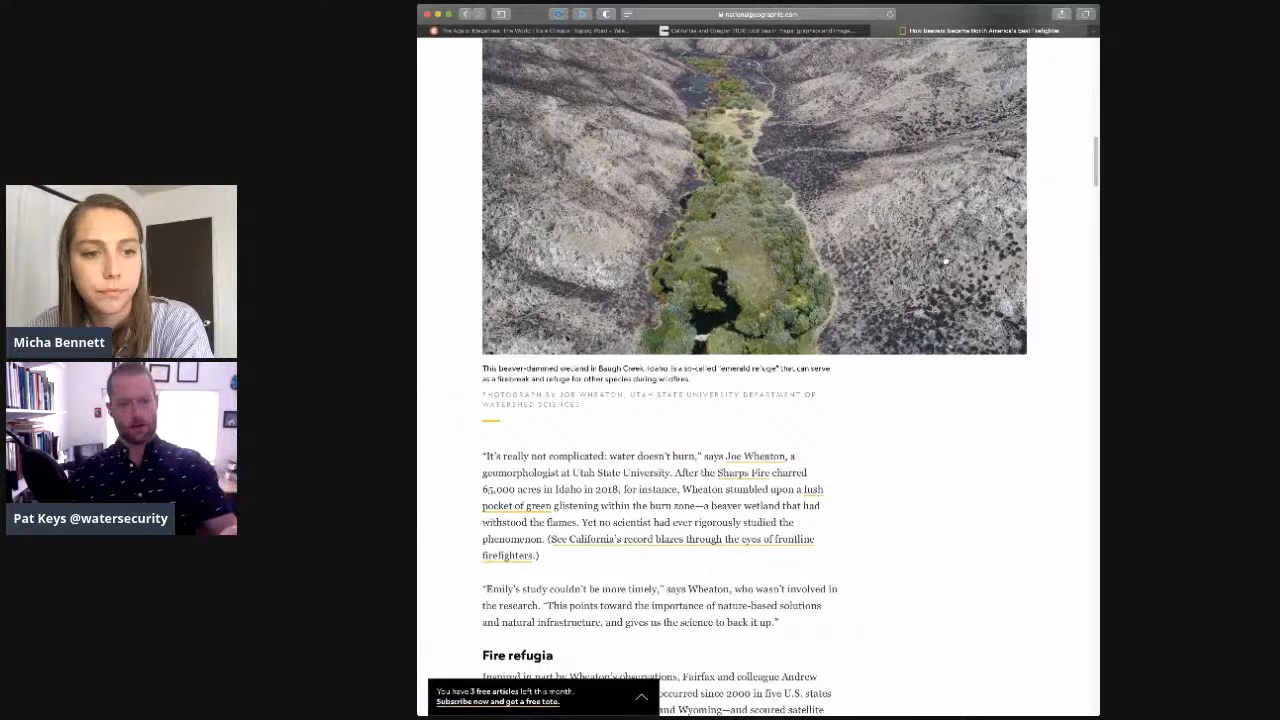 nationalgeographic.com
How beavers became North America's best firefighter
This beaver-dammed wetland in Baugh Creek, Idaho, is a so-called "emerald refuge" that can serve
as a firebreak and refuge for other species during wildfires.
PHOTOGRAPH BY JOE WHEATON, UTAH STATE UNIVERSITY DEPARTMENT OF
WATERSHED SCIENCES
“It’s really not complicated: water doesn’t burn,” says Joe Wheaton, a
geomorphologist at Utah State University. After the Sharps Fire charred
65,000 acres in Idaho in 2018, for instance, Wheaton stumbled upon a lush
pocket of green glistening within the burn zone—a beaver wetland that had
withstood the flames. Yet no scientist had ever rigorously studied the
phenomenon. (See California’s record blazes through the eyes of frontline
firefighters.)
“Emily’s study couldn’t be more timely,” says Wheaton, who wasn’t involved in
the research. “This points toward the importance of nature-based solutions
and natural infrastructure, and gives us the science to back it up.”
Fire refugia
Inspired in part by Wheaton’s observations, Fairfax and colleague Andrew
occurred since 2000 in five U.S. states
and Wyoming—and scoured satellite
You have 3 free articles left this month.
Subscribe now and get a free tote.
Micha Bennett
Pat Keys @watersecurity